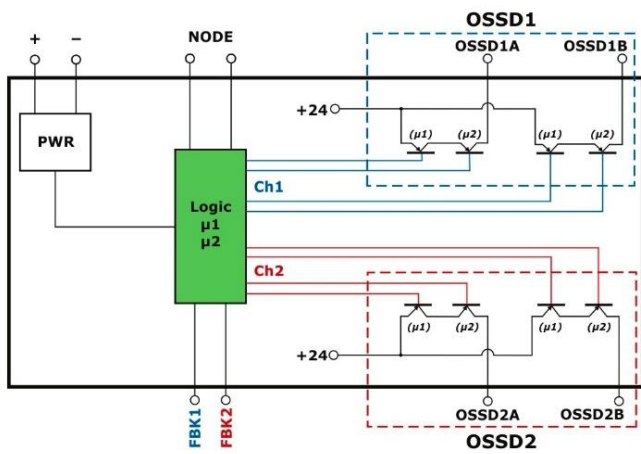 OSSD1
+ − NODE OSSD1A OSSD1B
+24
PWR
(µ1) (µ2) (µ1) (µ2)
Ch1
Logic
µ1
µ2
Ch2
(µ1) (µ2) (µ1) (µ2)
+24
FBK1
FBK2
OSSD2A OSSD2B
OSSD2